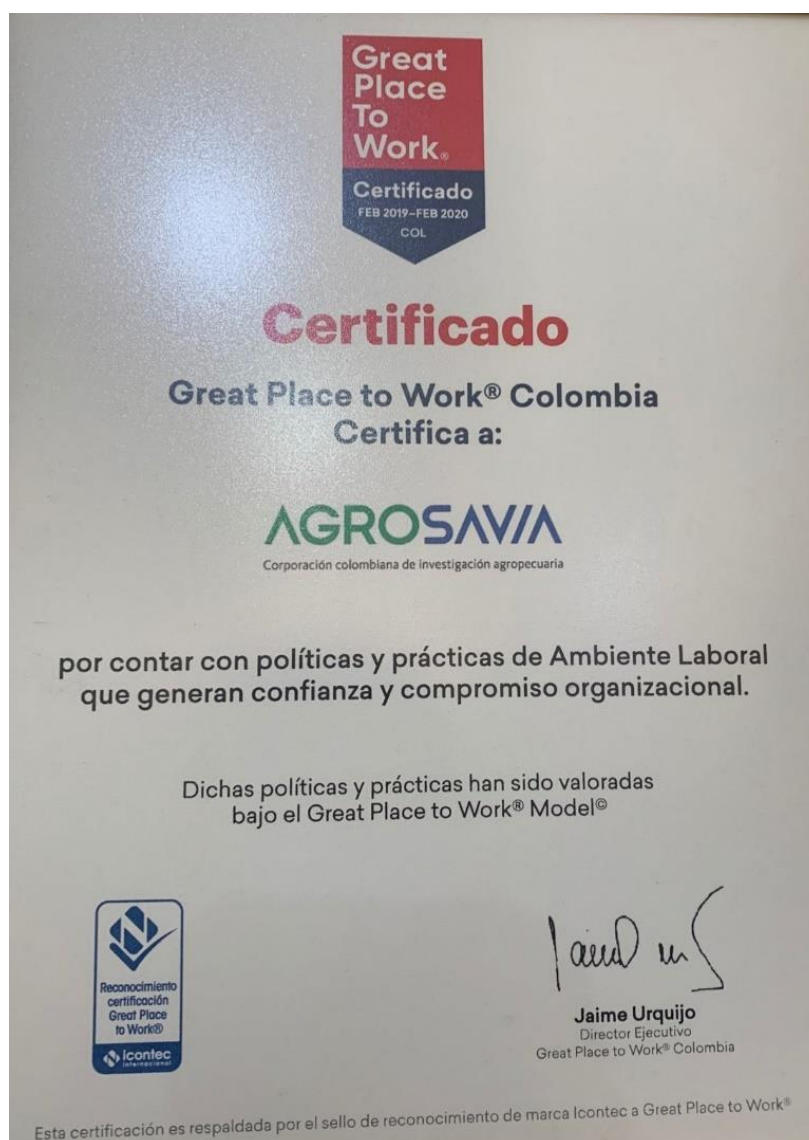 Great
Place
To
Work®
Certificado
FEB 2019–FEB 2020
COL
Certificado
Great Place to Work® Colombia
Certifica a:
AGROSAVIA
Corporación colombiana de investigación agropecuaria
por contar con políticas y prácticas de Ambiente Laboral
que generan confianza y compromiso organizacional.
Dichas políticas y prácticas han sido valoradas
bajo el Great Place to Work® Model©
Reconocimiento
certificación
Great Place
to Work®
icontec
internacional
Jaime Urquijo
Director Ejecutivo
Great Place to Work® Colombia
Esta certificación es respaldada por el sello de reconocimiento de marca Icontec a Great Place to Work®